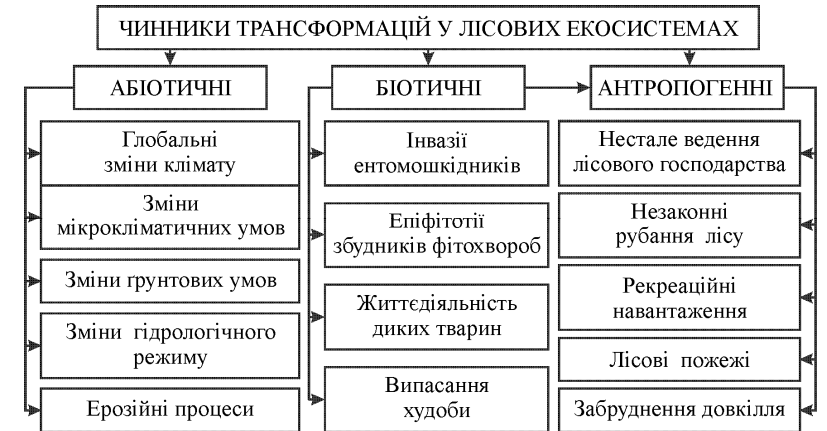 ЧИННИКИ ТРАНСФОРМАЦІЙ У ЛІСОВИХ ЕКОСИСТЕМАХ
АБІОТИЧНІ
Глобальні
зміни клімату
Зміни
мікрокліматичних умов
Зміни ґрунтових умов
Зміни гідрологічного
режиму
Ерозійні процеси
БІОТИЧНІ
Інвазії
ентомошкідників
Епіфітотії
збудників фітохвороб
Життєдіяльність
диких тварин
Випасання
худоби
АНТРОПОГЕННІ
Нестале ведення
лісового господарства
Незаконні
рубання лісу
Рекреаційні
навантаження
Лісові пожежі
Забруднення довкілля